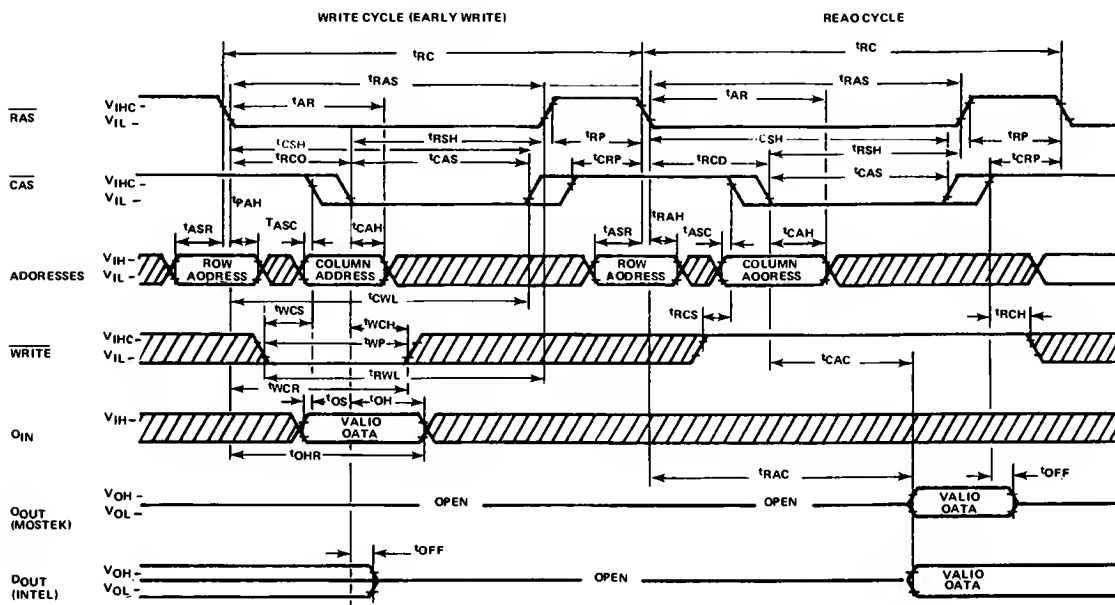 WRITE CYCLE (EARLY WRITE) REAO CYCLE
tRC tRC
tRAS tRAS
tAR tAR
RAS VIHC VIL
tRSH tCSH tRP CSH tRSH tRP
tRCO tCAS tCRP tRCD tCAS tCRP
CAS VIHC VIL
tPAH TASC tRAH
tASR tCAH tASR tASC tCAH
ADORESSES VIH VIL ROW AODRESS COLUMN ADDRESS ROW AODRESS COLUMN AOORESS
tCWL
tWCS tWCH tRCS tRCH
WRITE VIHC VIL tWP
tRWL tCAC
tWCR tOS tOH
OIN VIH VALIO OATA
tOHR
tRAC tOFF
OOUT (MOSTEK) VOH VOL OPEN OPEN VALIO OATA
tOFF
DOUT (INTEL) VOH VOL OPEN VALIO OATA